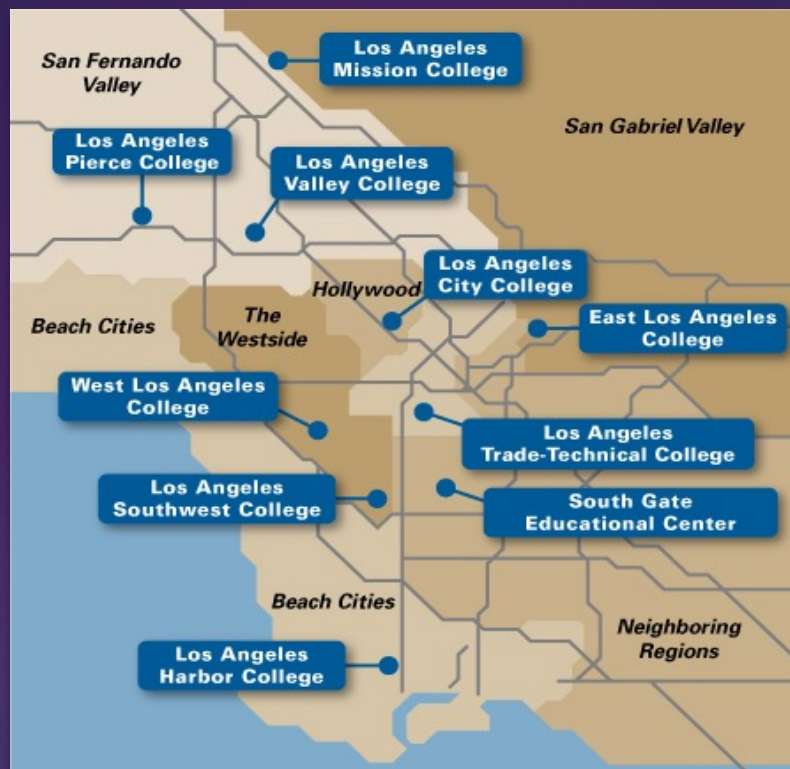 Los Angeles
Mission College
San Fernando
Valley
San Gabriel Valley
Los Angeles
Pierce College
Los Angeles
Valley College
Los Angeles
City College
Hollywood
Beach Cities
The
Westside
East Los Angeles
College
West Los Angeles
College
Los Angeles
Trade-Technical College
Los Angeles
Southwest College
South Gate
Educational Center
Beach Cities
Neighboring
Regions
Los Angeles
Harbor College